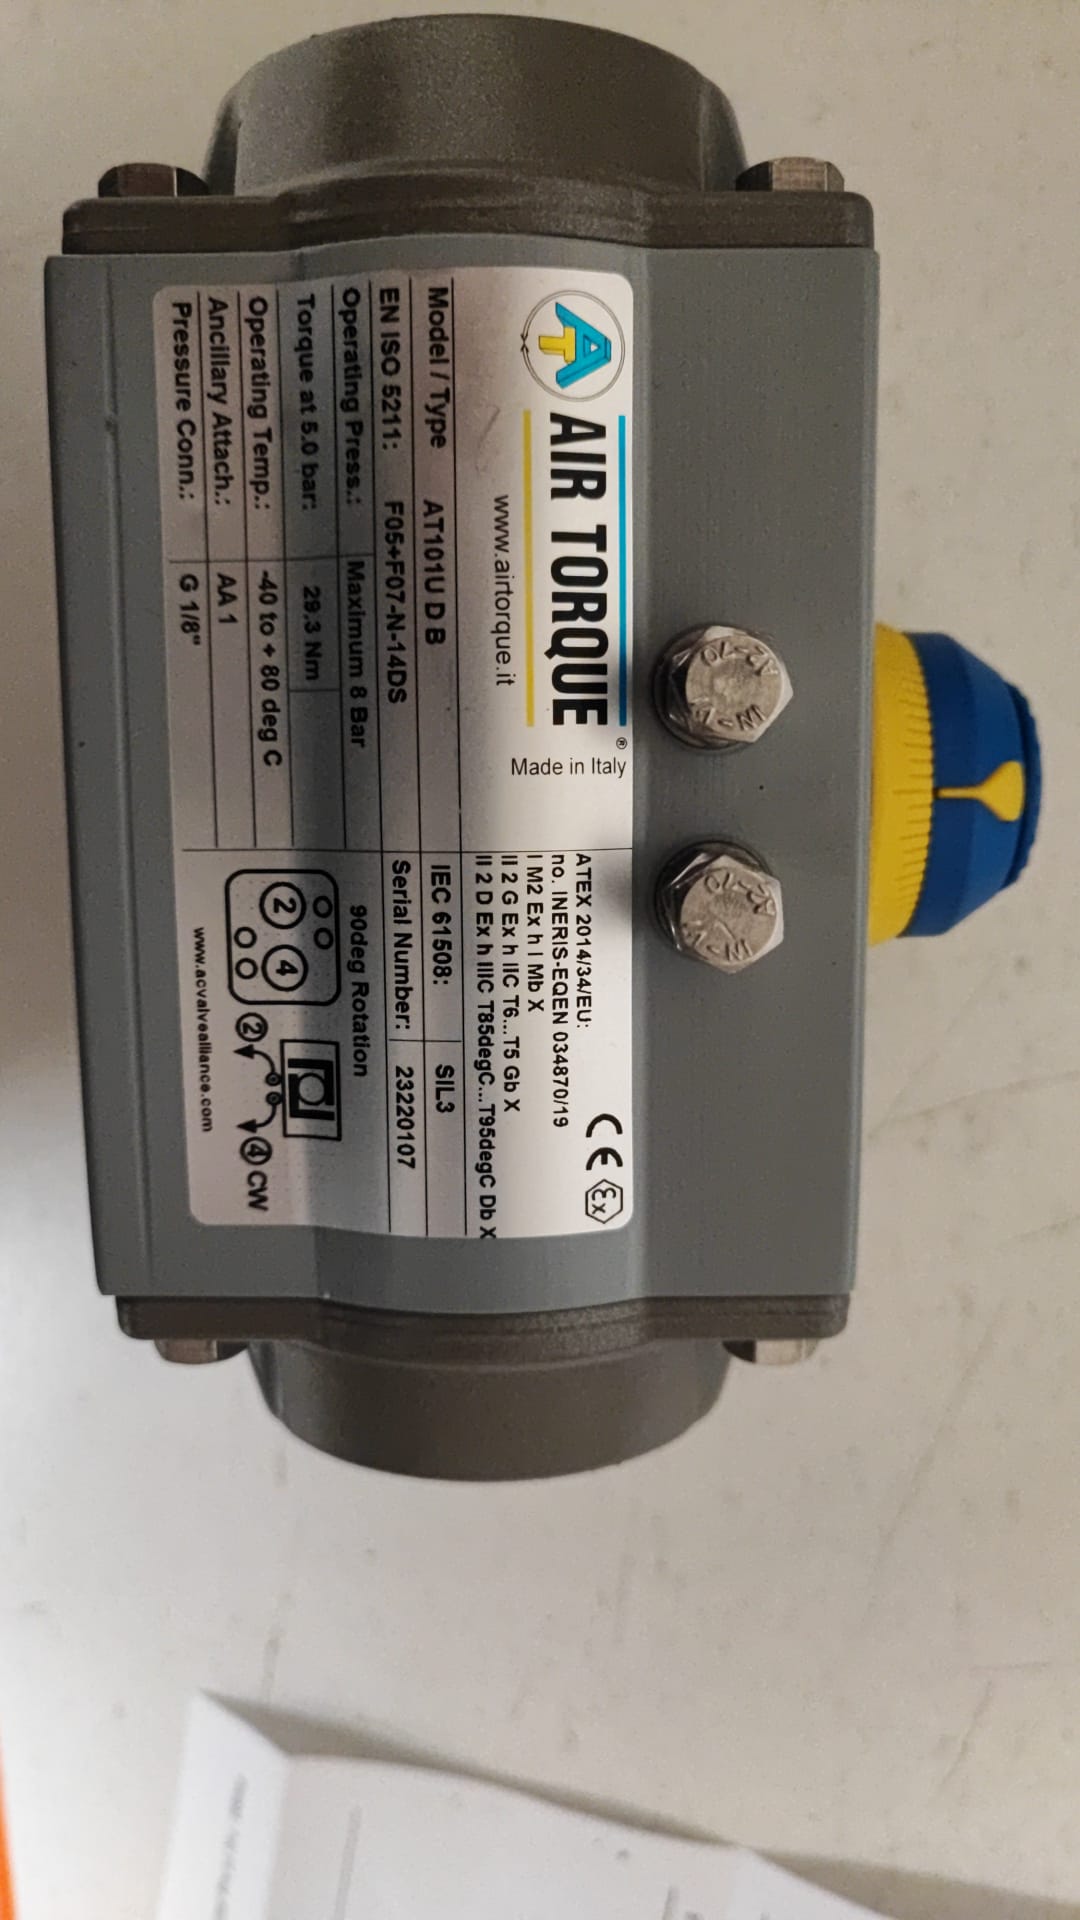 AT
AIR TORQUE ®
www.airtorque.it
Made in Italy
ATEX 2014/34/EU:
no. INERIS-EQEN 034870/19
I M2 Ex h I Mb X
II 2 G Ex h IIC T6...T5 Gb X
II 2 D Ex h IIIC T85degC...T95degC Db X
CE Ex
Model / Type AT101U D B
IEC 61508: SIL3
EN ISO 5211: F05+F07-N-14DS
Serial Number: 23220107
Operating Press.: Maximum 8 Bar
90deg Rotation
Torque at 5.0 bar: 29.3 Nm
Operating Temp.: -40 to + 80 deg C
Ancillary Attach.: AA 1
Pressure Conn.: G 1/8"
2 4
2 4 CW
www.acvalvealliance.com
A2-70
A2-70